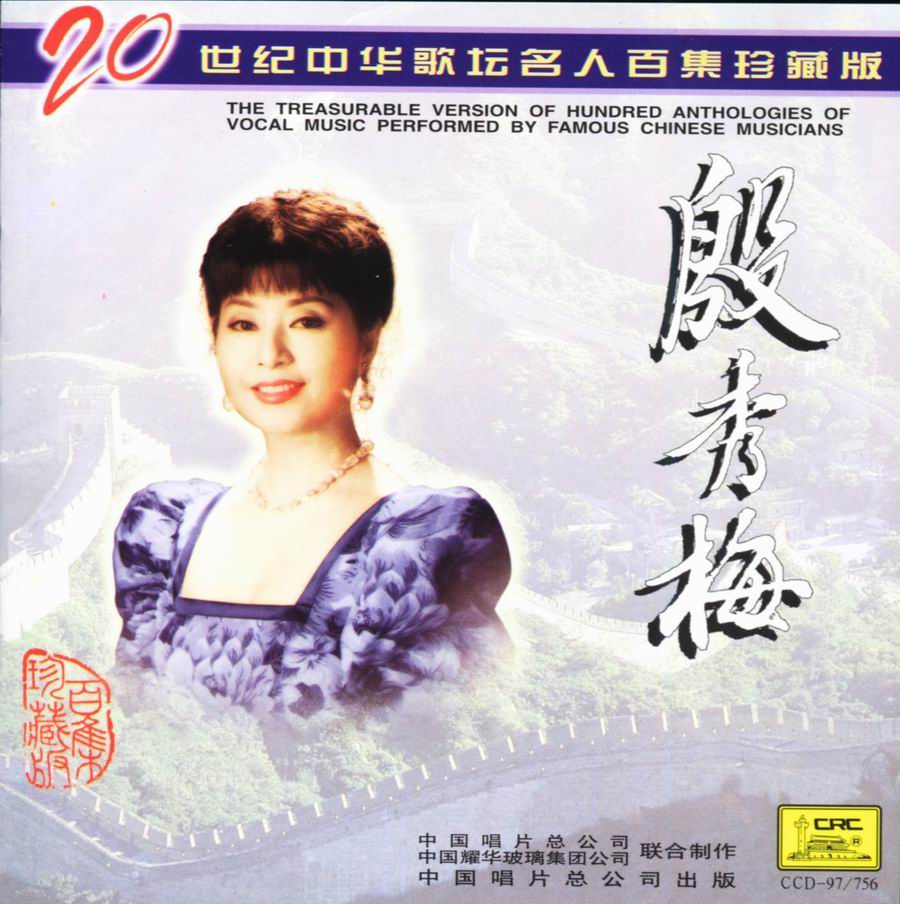 20世纪中华歌坛名人百集珍藏版
THE TREASURABLE VERSION OF HUNDRED ANTHOLOGIES OF
VOCAL MUSIC PERFORMED BY FAMOUS CHINESE MUSICIANS
殷秀梅
百集
珍藏版
中国唱片总公司
中国耀华玻璃集团公司
联合制作
中国唱片总公司出版
CRC
®
CCD-97/756